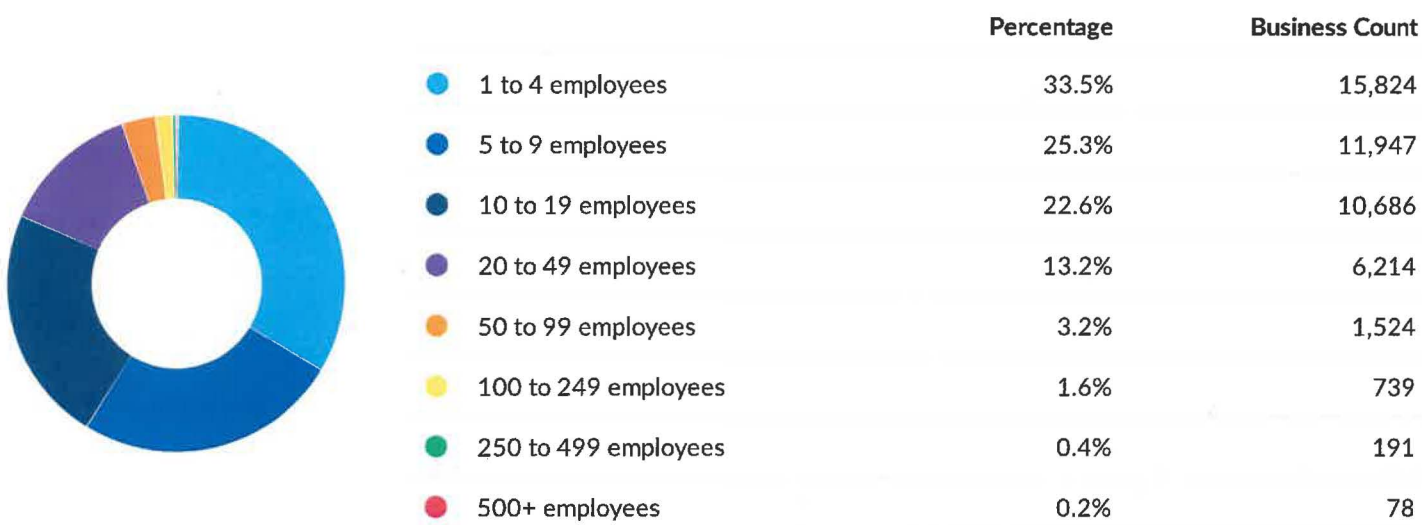 Percentage Business Count
1 to 4 employees 33.5% 15,824
5 to 9 employees 25.3% 11,947
10 to 19 employees 22.6% 10,686
20 to 49 employees 13.2% 6,214
50 to 99 employees 3.2% 1,524
100 to 249 employees 1.6% 739
250 to 499 employees 0.4% 191
500+ employees 0.2% 78